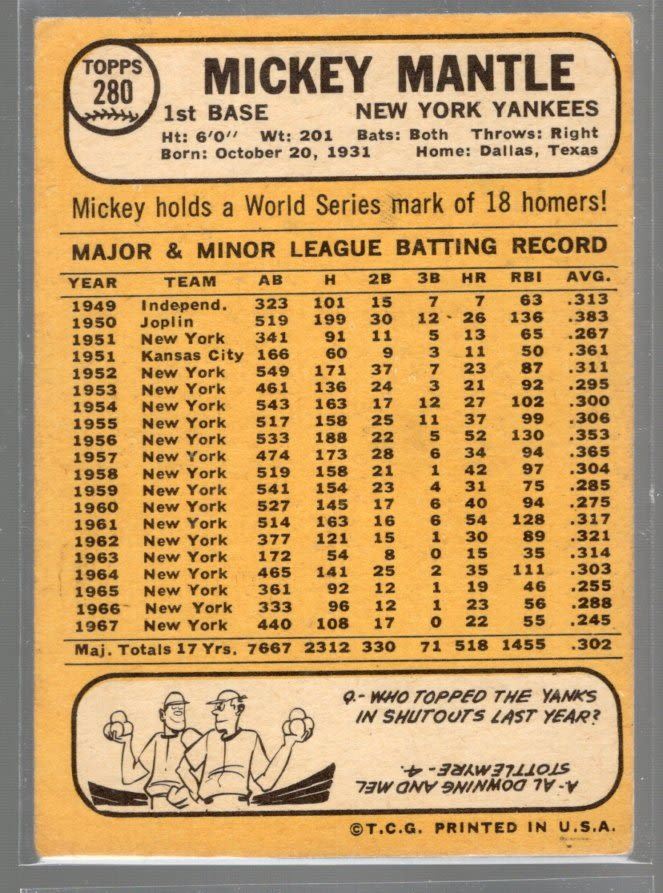 TOPPS
280
MICKEY MANTLE
1st BASE NEW YORK YANKEES
Ht: 6'0" Wt: 201 Bats: Both Throws: Right
Born: October 20, 1931 Home: Dallas, Texas
Mickey holds a World Series mark of 18 homers!
MAJOR & MINOR LEAGUE BATTING RECORD
YEAR TEAM AB H 2B 3B HR RBI AVG.
1949 Independ. 323 101 15 7 7 63 .313
1950 Joplin 519 199 30 12 26 136 .383
1951 New York 341 91 11 5 13 65 .267
1951 Kansas City 166 60 9 3 11 50 .361
1952 New York 549 171 37 7 23 87 .311
1953 New York 461 136 24 3 21 92 .295
1954 New York 543 163 17 12 27 102 .300
1955 New York 517 158 25 11 37 99 .306
1956 New York 533 188 22 5 52 130 .353
1957 New York 474 173 28 6 34 94 .365
1958 New York 519 158 21 1 42 97 .304
1959 New York 541 154 23 4 31 75 .285
1960 New York 527 145 17 6 40 94 .275
1961 New York 514 163 16 6 54 128 .317
1962 New York 377 121 15 1 30 89 .321
1963 New York 172 54 8 0 15 35 .314
1964 New York 465 141 25 2 35 111 .303
1965 New York 361 92 12 1 19 46 .255
1966 New York 333 96 12 1 23 56 .288
1967 New York 440 108 17 0 22 55 .245
Maj. Totals 17 Yrs. 7667 2312 330 71 518 1455 .302
Q.- WHO TOPPED THE YANKS
IN SHUTOUTS LAST YEAR?
A.- AL DOWNING AND MEL
STOTTLEMYRE - 4.
©T.C.G. PRINTED IN U.S.A.